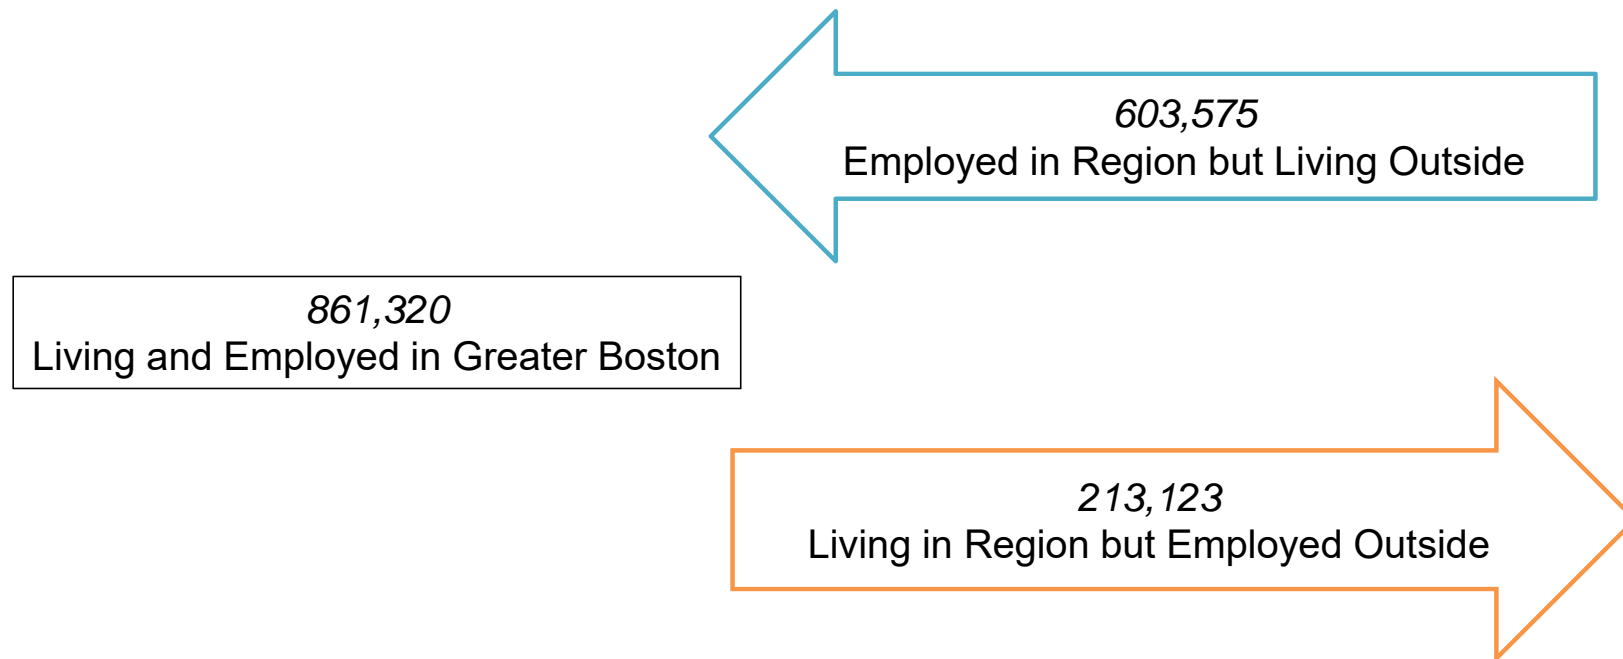 603,575
Employed in Region but Living Outside
861,320
Living and Employed in Greater Boston
213,123
Living in Region but Employed Outside